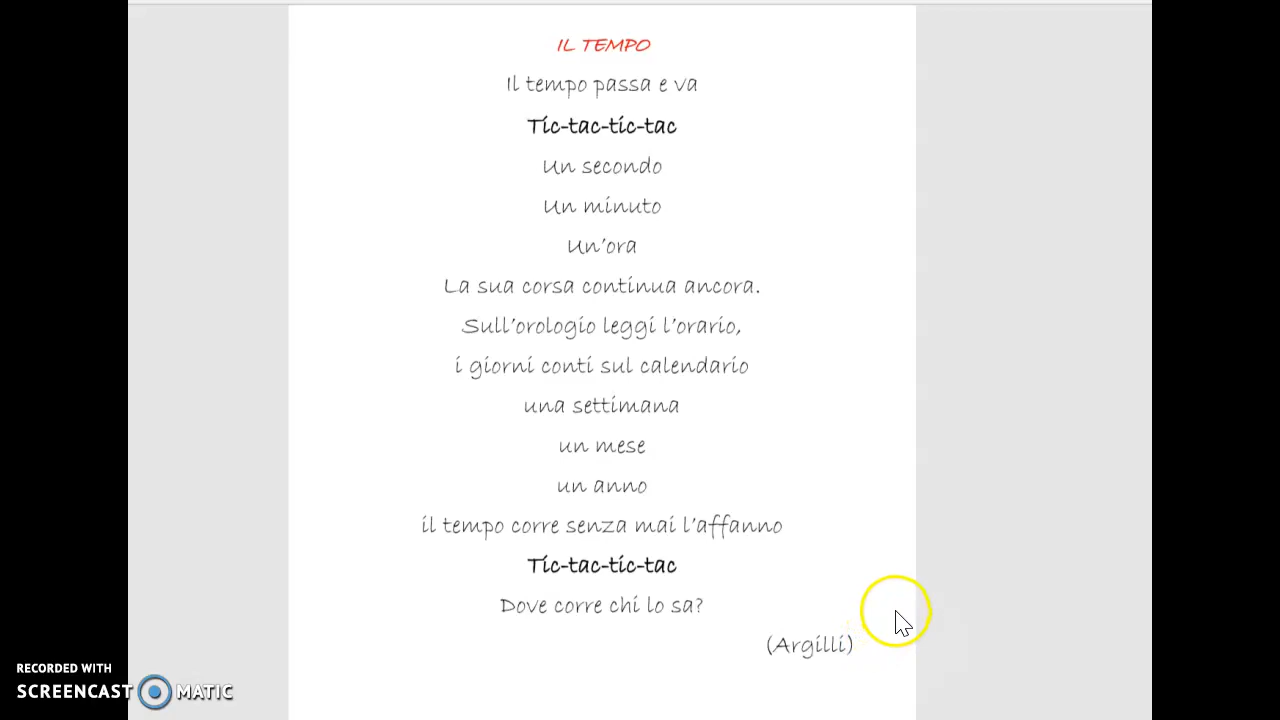 IL TEMPO
Il tempo passa e va
Tic-tac-tic-tac
Un secondo
Un minuto
Un'ora
La sua corsa continua ancora.
Sull'orologio leggi l'orario,
i giorni conti sul calendario
una settimana
un mese
un anno
il tempo corre senza mai l'affanno
Tic-tac-tic-tac
Dove corre chi lo sa?
(Argilli)
RECORDED WITH
SCREENCAST MATIC